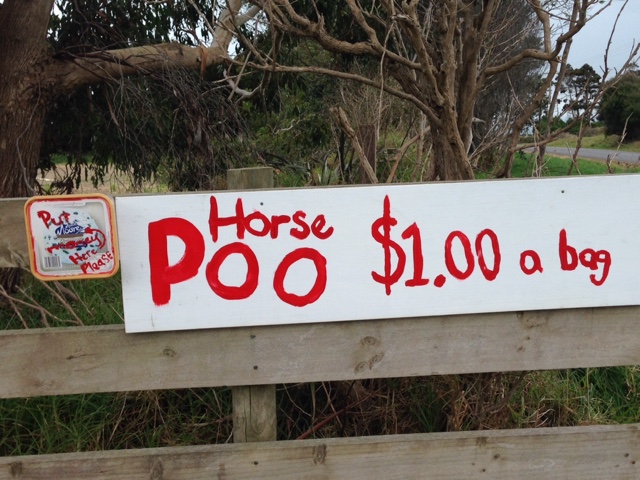 Put
Money
Here
Please
Horse
Poo $1.00 a bag